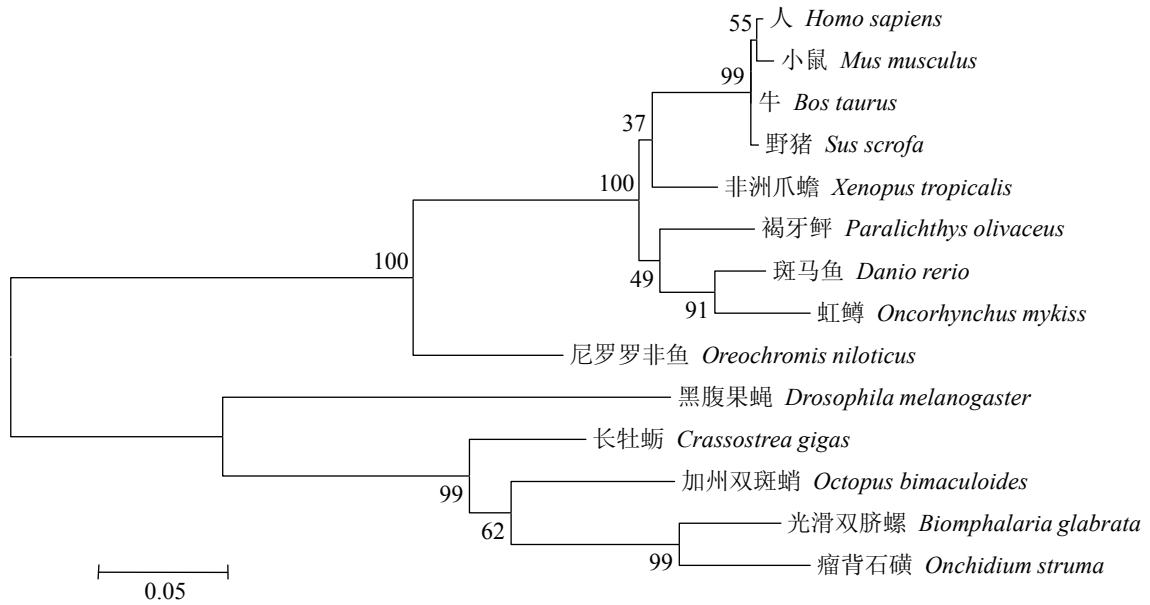 55
人 Homo sapiens
小鼠 Mus musculus
99
牛 Bos taurus
37
野猪 Sus scrofa
100
非洲爪蟾 Xenopus tropicalis
褐牙鲆 Paralichthys olivaceus
100
斑马鱼 Danio rerio
49
91
虹鳟 Oncorhynchus mykiss
尼罗罗非鱼 Oreochromis niloticus
黑腹果蝇 Drosophila melanogaster
长牡蛎 Crassostrea gigas
99
加州双斑蛸 Octopus bimaculoides
62
光滑双脐螺 Biomphalaria glabrata
99
瘤背石磺 Onchidium struma
0.05